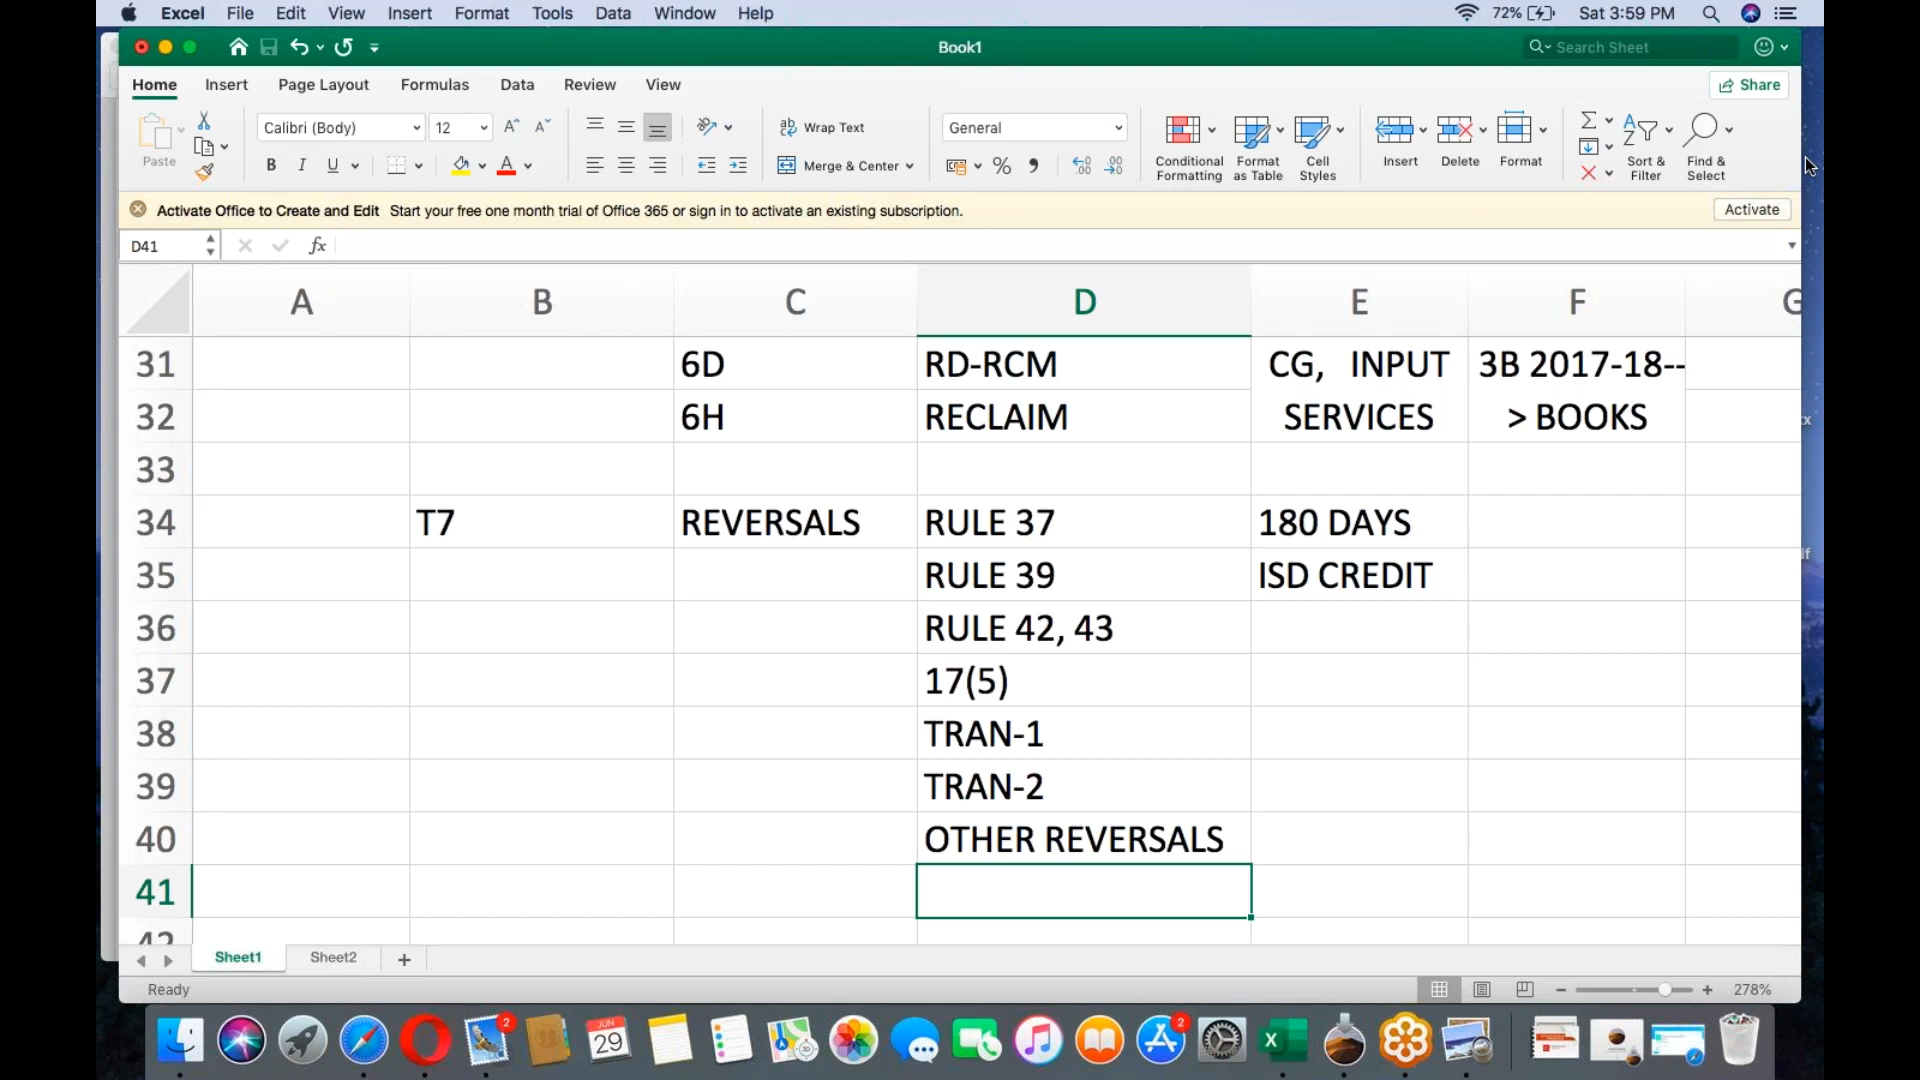 Excel File Edit View Insert Format Tools Data Window Help 72% Sat 3:59 PM
Book1 Search Sheet
Home Insert Page Layout Formulas Data Review View Share
Paste Calibri (Body) 12 Wrap Text General
B I U Merge & Center % Conditional Formatting Format as Table Cell Styles Insert Delete Format Sort & Filter Find & Select
Activate Office to Create and Edit Start your free one month trial of Office 365 or sign in to activate an existing subscription. Activate
D41 fx
A B C D E F G
31 6D RD-RCM CG, INPUT 3B 2017-18--
32 6H RECLAIM SERVICES > BOOKS
33
34 T7 REVERSALS RULE 37 180 DAYS
35 RULE 39 ISD CREDIT
36 RULE 42, 43
37 17(5)
38 TRAN-1
39 TRAN-2
40 OTHER REVERSALS
41
42
Sheet1 Sheet2 +
Ready 278%
2 JUN 29 2